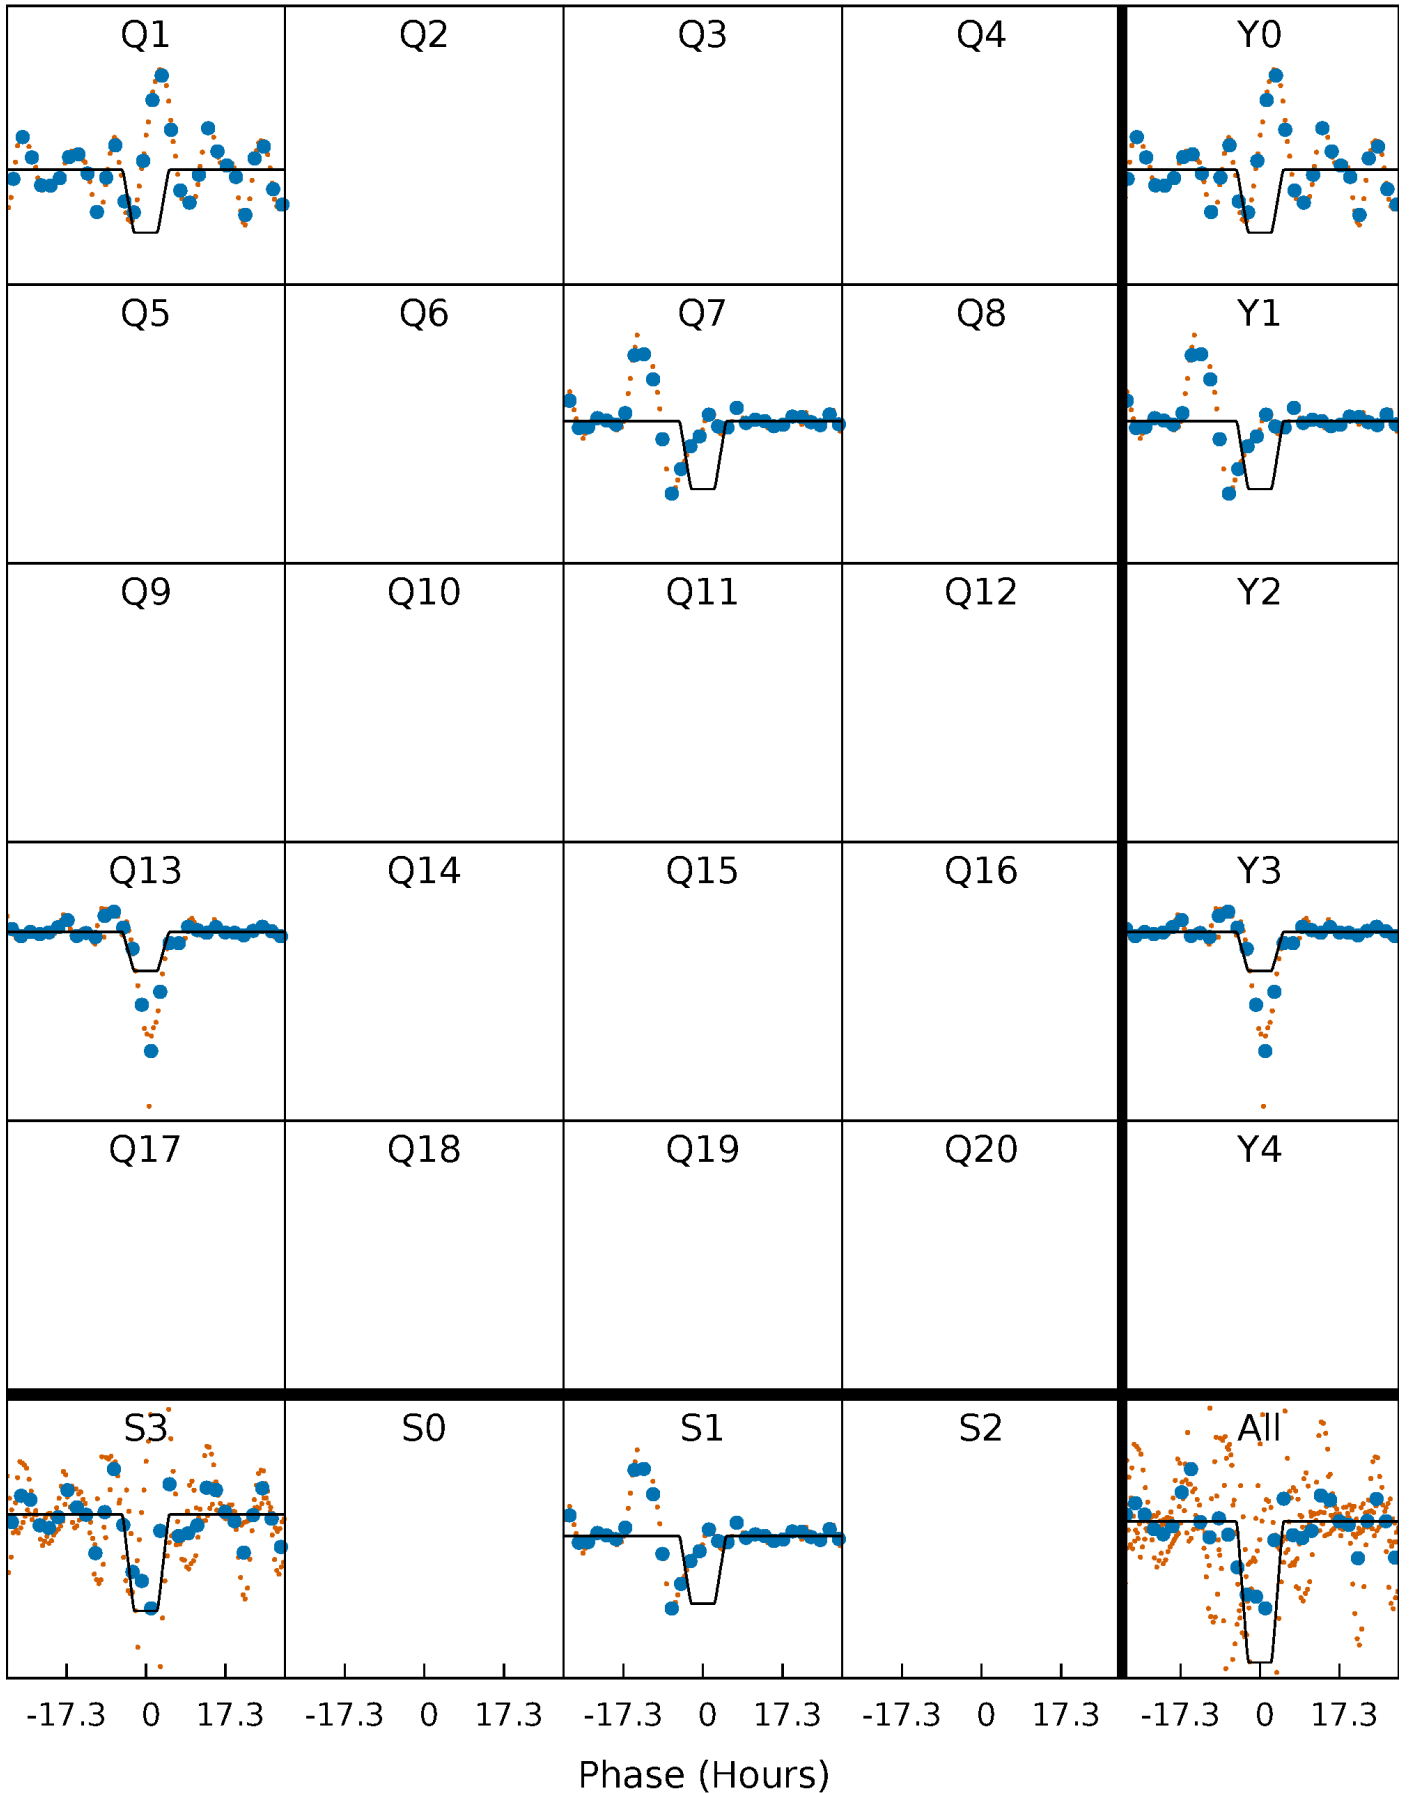 Q1 Q2 Q3 Q4 Y0
Q5 Q6 Q7 Q8 Y1
Q9 Q10 Q11 Q12 Y2
Q13 Q14 Q15 Q16 Y3
Q17 Q18 Q19 Q20 Y4
S3 S0 S1 S2 All
-17.3 0 17.3 -17.3 0 17.3 -17.3 0 17.3 -17.3 0 17.3 -17.3 0 17.3
Phase (Hours)